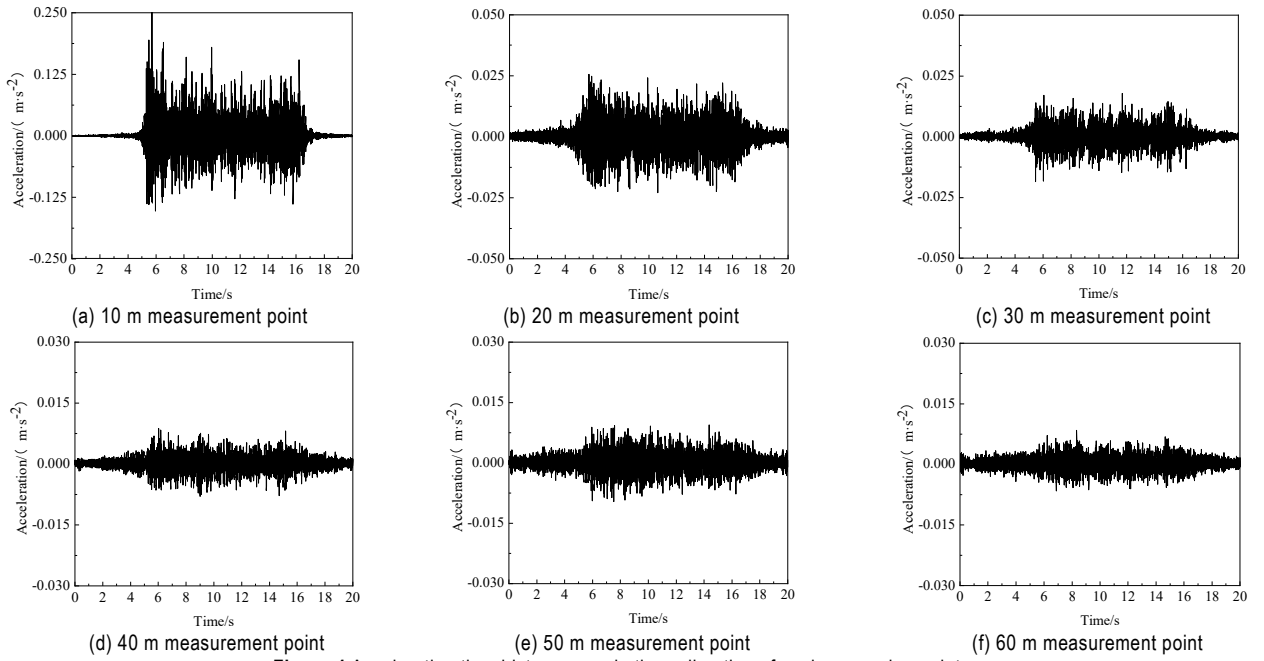 0.250
0.125
0.000
-0.125
-0.250
Acceleration/( m·s-2)
0 2 4 6 8 10 12 14 16 18 20
Time/s
(a) 10 m measurement point
0.050
0.025
0.000
-0.025
-0.050
Acceleration/( m·s-2)
0 2 4 6 8 10 12 14 16 18 20
Time/s
(b) 20 m measurement point
0.050
0.025
0.000
-0.025
-0.050
Acceleration/( m·s-2)
0 2 4 6 8 10 12 14 16 18 20
Time/s
(c) 30 m measurement point
0.030
0.015
0.000
-0.015
-0.030
Acceleration/( m·s-2)
0 2 4 6 8 10 12 14 16 18 20
Time/s
(d) 40 m measurement point
0.030
0.015
0.000
-0.015
-0.030
Acceleration/( m·s-2)
0 2 4 6 8 10 12 14 16 18 20
Time/s
(e) 50 m measurement point
0.030
0.015
0.000
-0.015
-0.030
Acceleration/( m·s-2)
0 2 4 6 8 10 12 14 16 18 20
Time/s
(f) 60 m measurement point